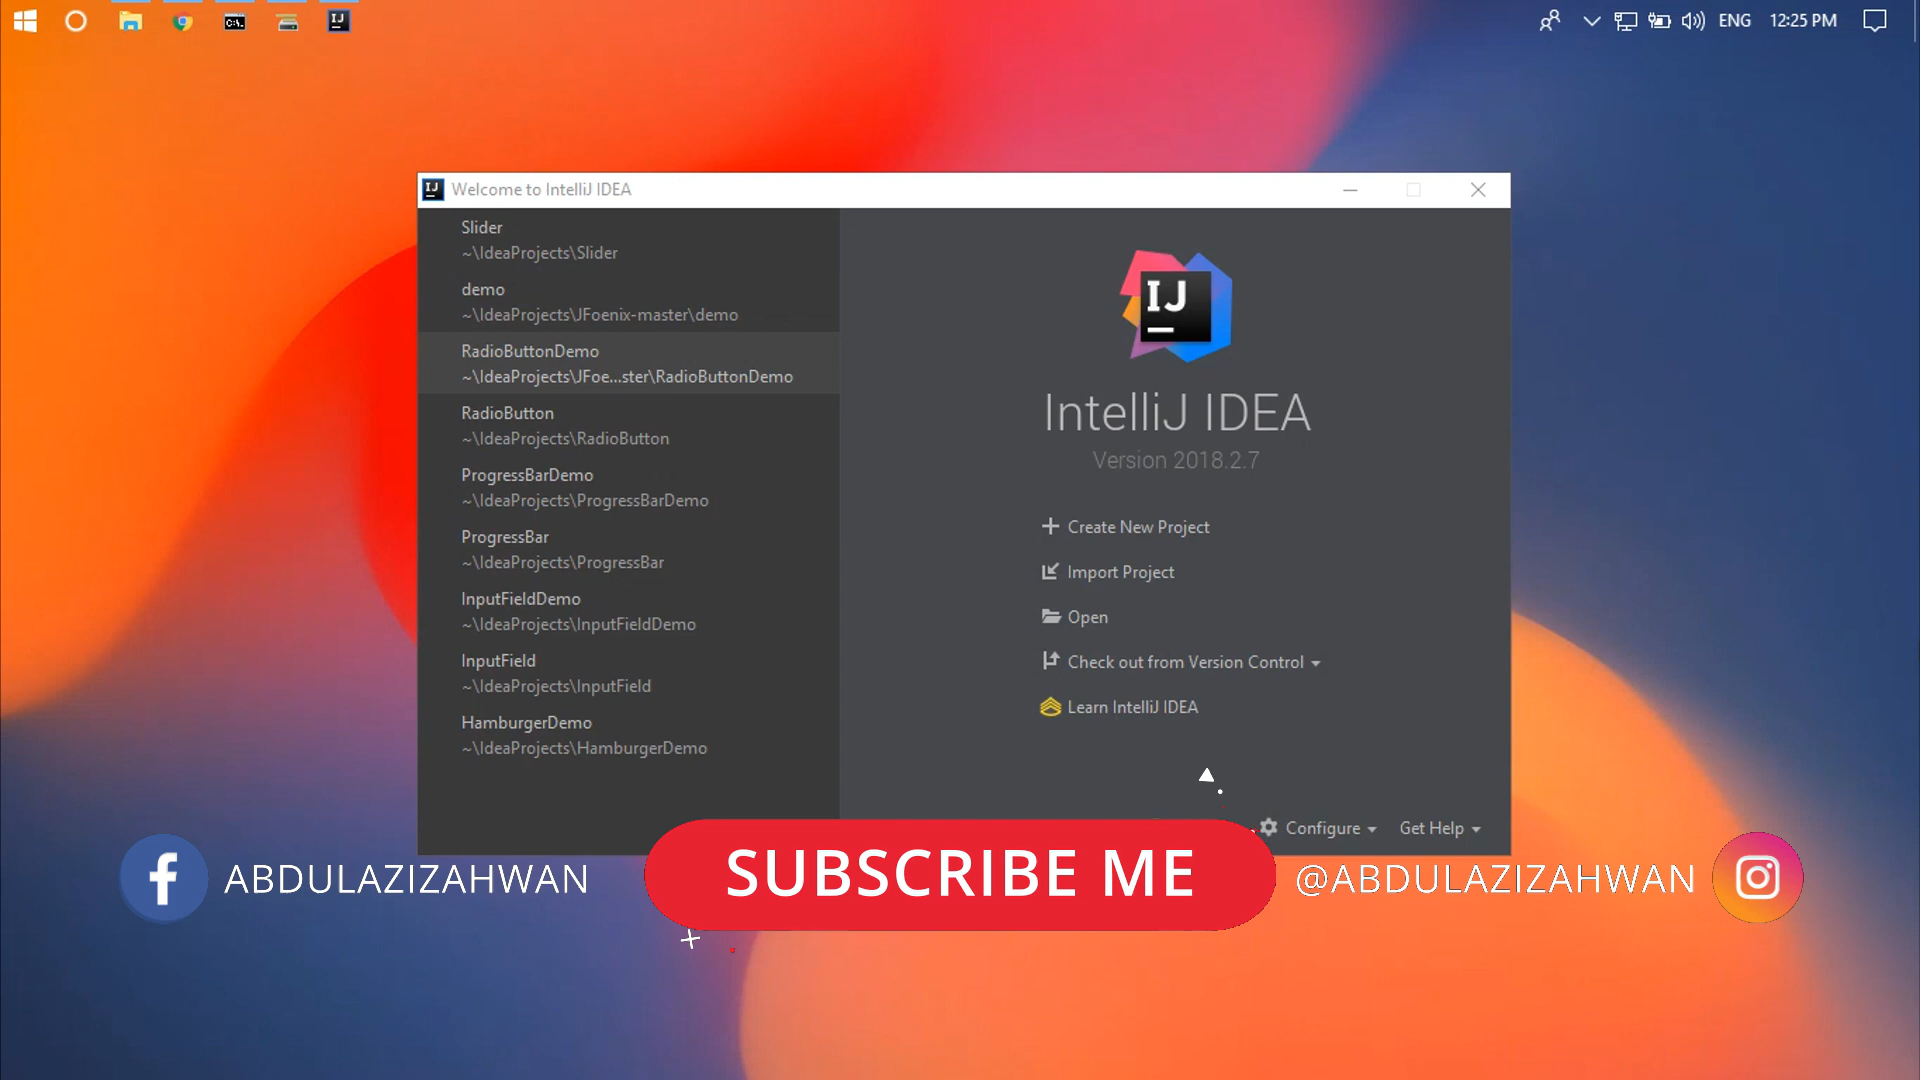 ENG 12:25 PM
Welcome to IntelliJ IDEA
Slider
~\IdeaProjects\Slider
demo
~\IdeaProjects\JFoenix-master\demo
RadioButtonDemo
~\IdeaProjects\JFoe...ster\RadioButtonDemo
RadioButton
~\IdeaProjects\RadioButton
ProgressBarDemo
~\IdeaProjects\ProgressBarDemo
ProgressBar
~\IdeaProjects\ProgressBar
InputFieldDemo
~\IdeaProjects\InputFieldDemo
InputField
~\IdeaProjects\InputField
HamburgerDemo
~\IdeaProjects\HamburgerDemo
IJ
IntelliJ IDEA
Version 2018.2.7
Create New Project
Import Project
Open
Check out from Version Control
Learn IntelliJ IDEA
Configure Get Help
ABDULAZIZAHWAN
SUBSCRIBE ME
@ABDULAZIZAHWAN